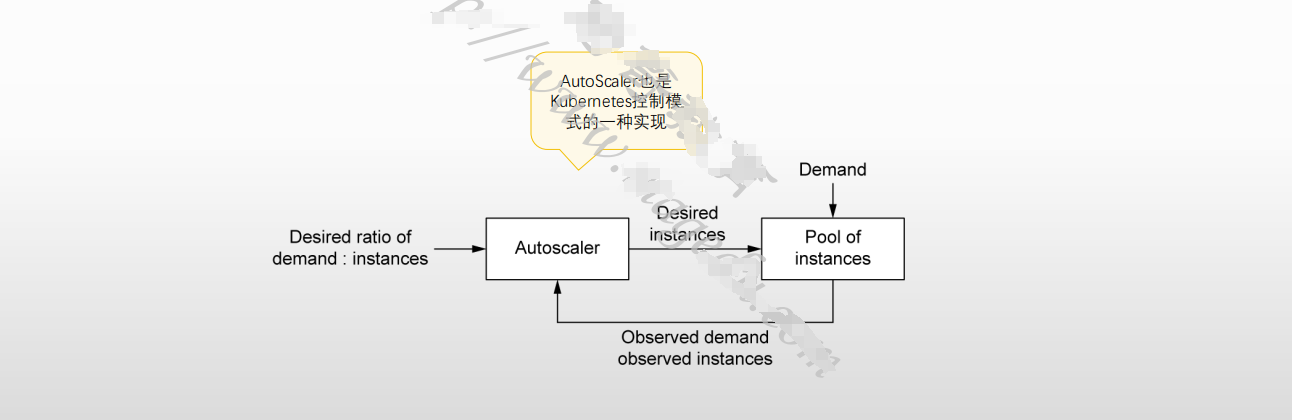 AutoScaler也是
Kubernetes控制模
式的一种实现
Demand
Desired
instances
Desired ratio of
demand : instances
Autoscaler
Pool of
instances
Observed demand
observed instances